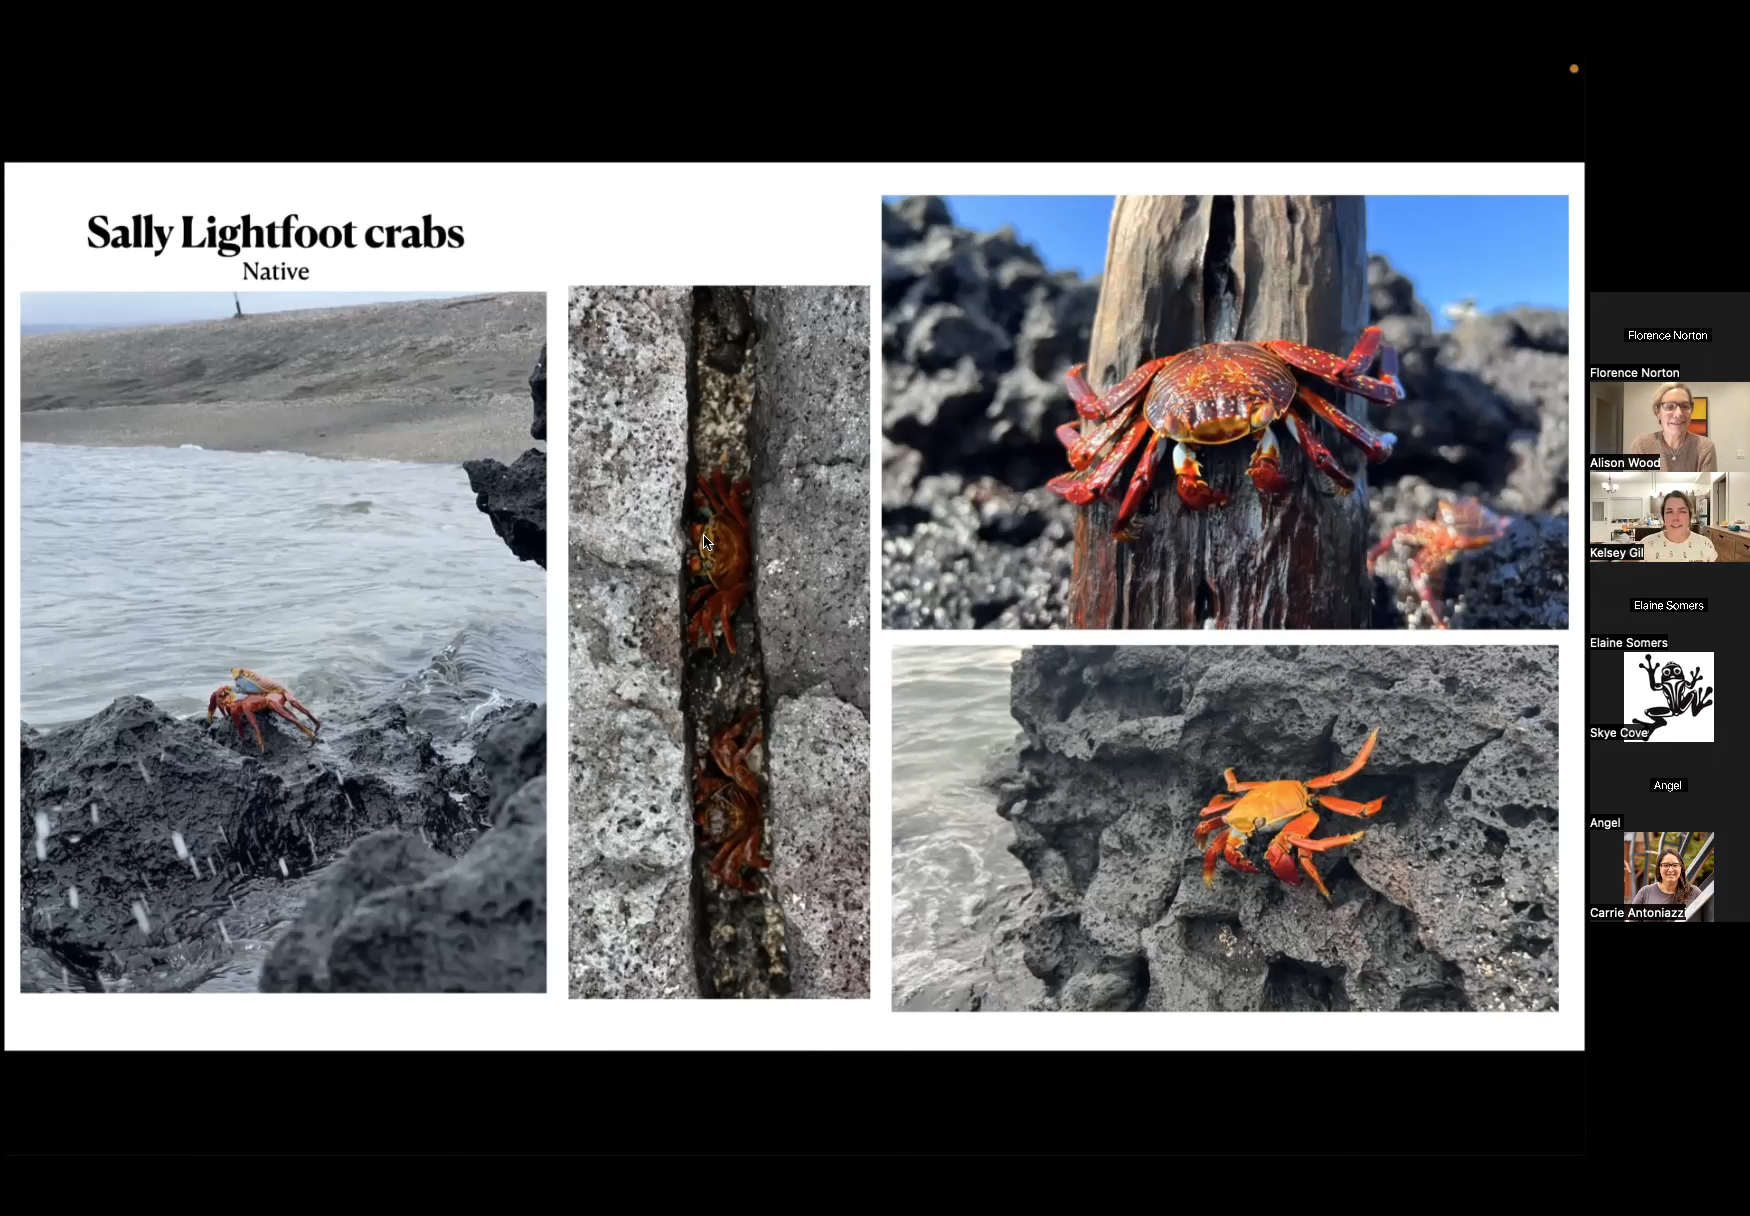 Sally Lightfoot crabs
Native
Florence Norton
Florence Norton
Alison Wood
Kelsey Gil
Elaine Somers
Elaine Somers
Skye Cove
Angel
Angel
Carrie Antoniazzi